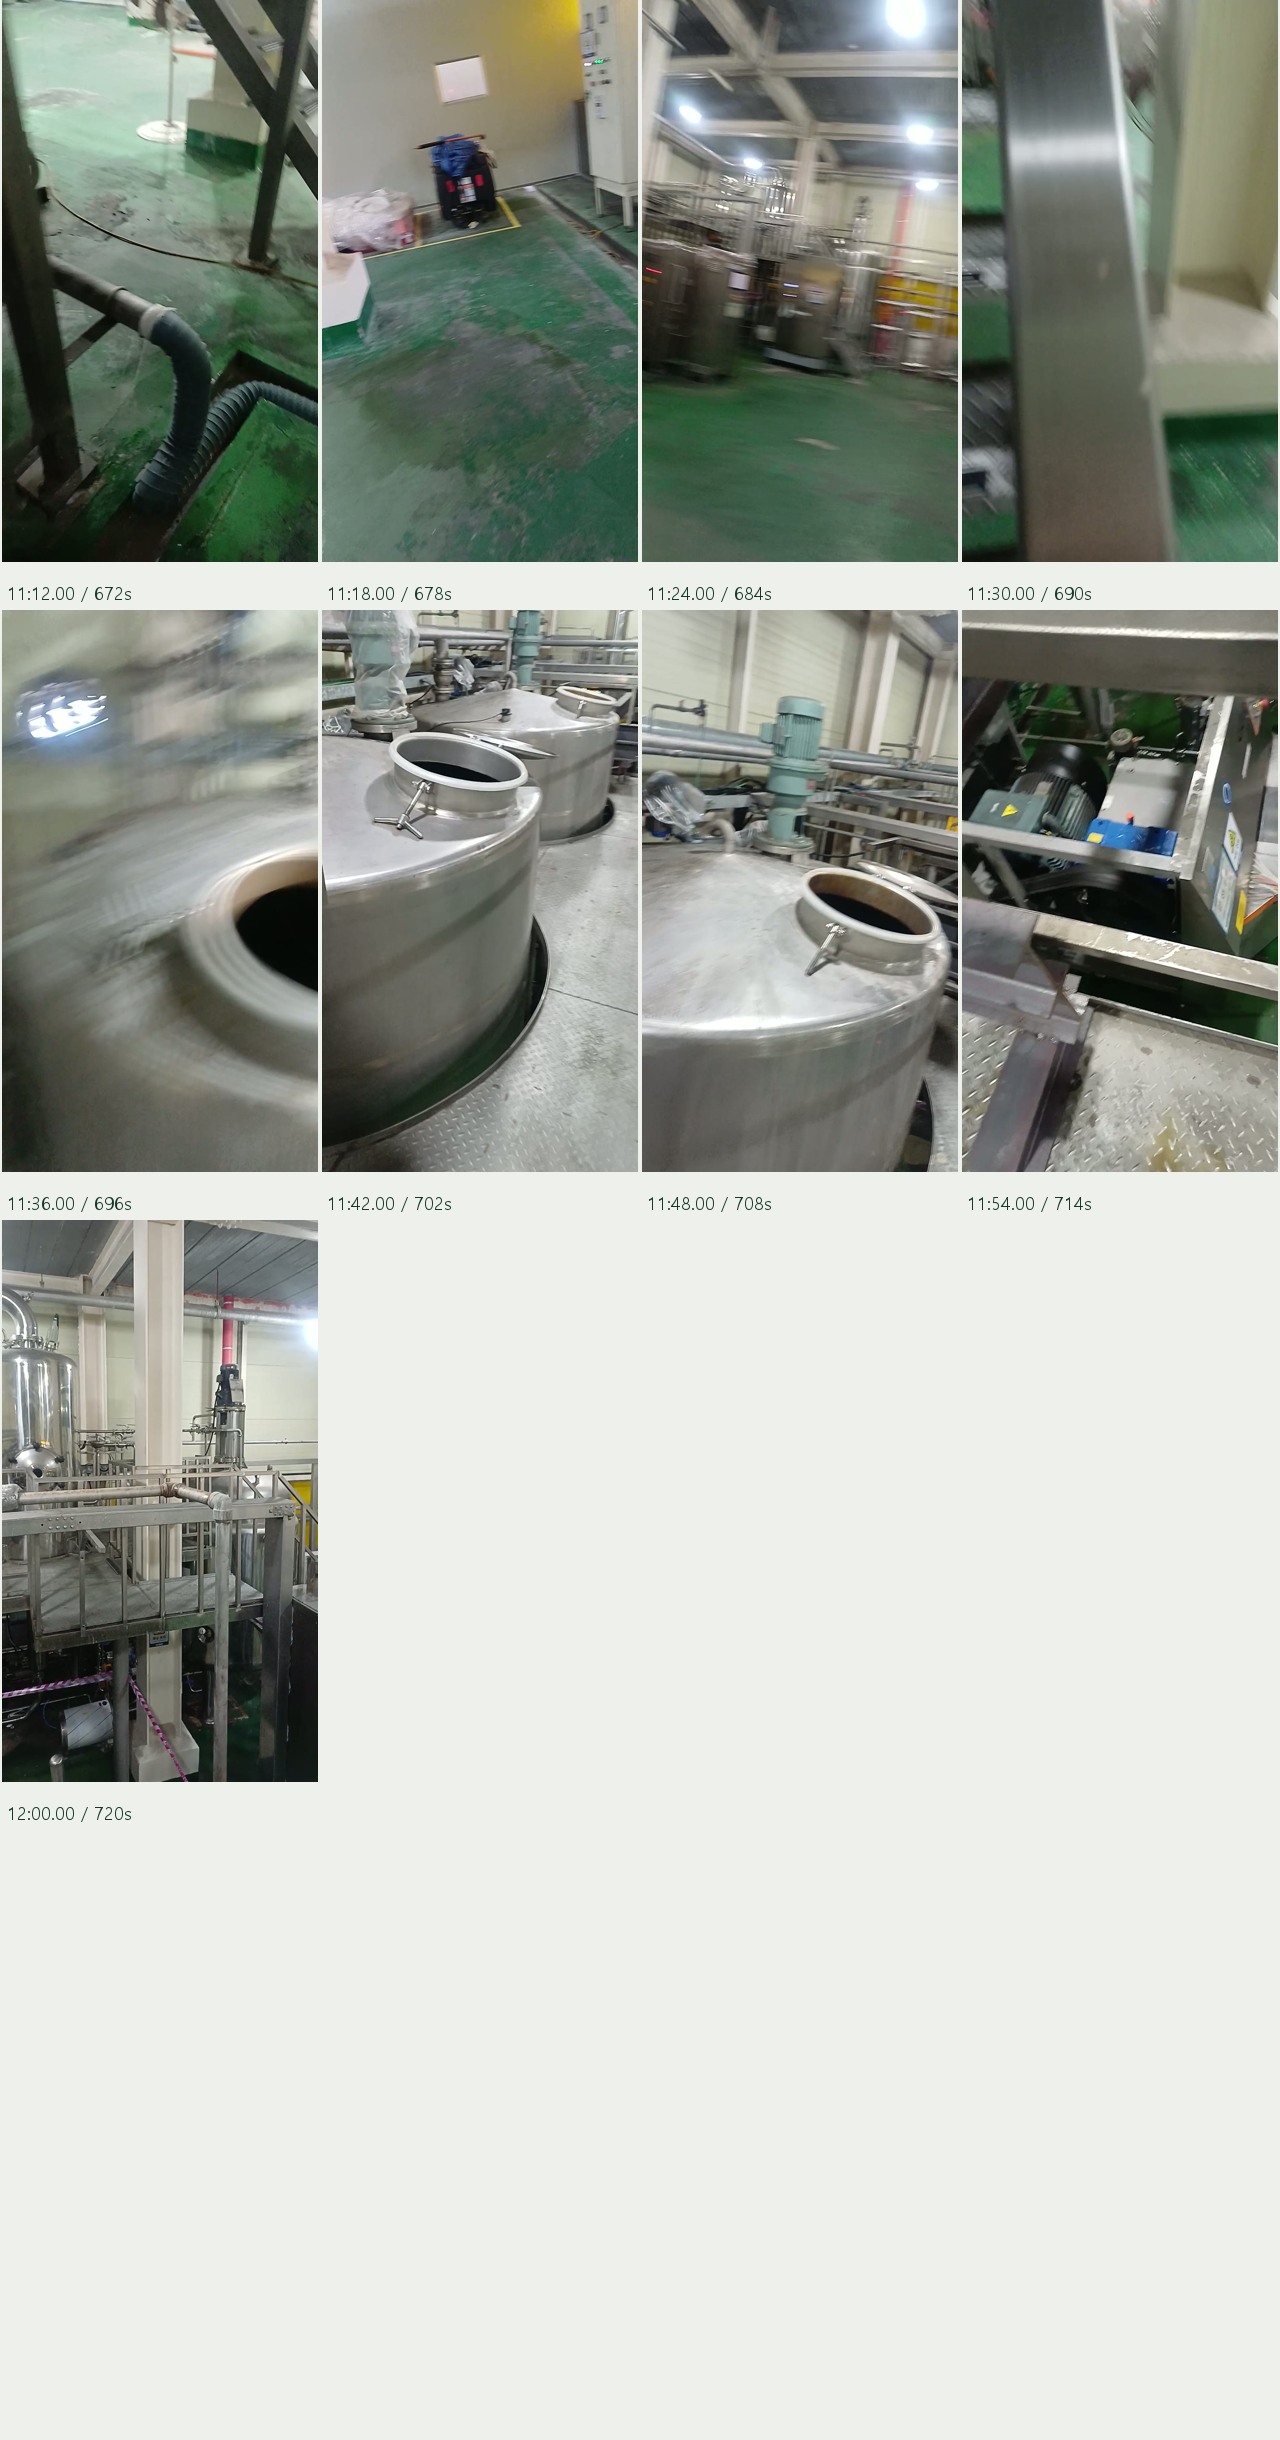 11:12.00 / 672s
11:18.00 / 678s
11:24.00 / 684s
11:30.00 / 690s
11:36.00 / 696s
11:42.00 / 702s
11:48.00 / 708s
11:54.00 / 714s
12:00.00 / 720s